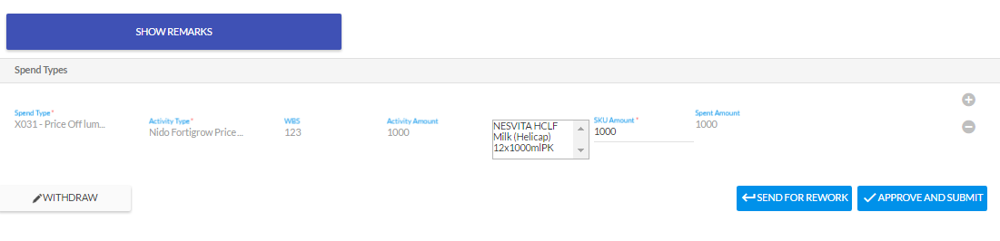 SHOW REMARKS
Spend Types
Spend Type *
X031 - Price Off lum...
Activity Type *
Nido Fortigrow Price ...
WBS
123
Activity Amount
1000
NESVITA HCLF
Milk (Helicap)
12x1000mlPK
SKU Amount *
1000
Spent Amount
1000
WITHDRAW
SEND FOR REWORK
APPROVE AND SUBMIT